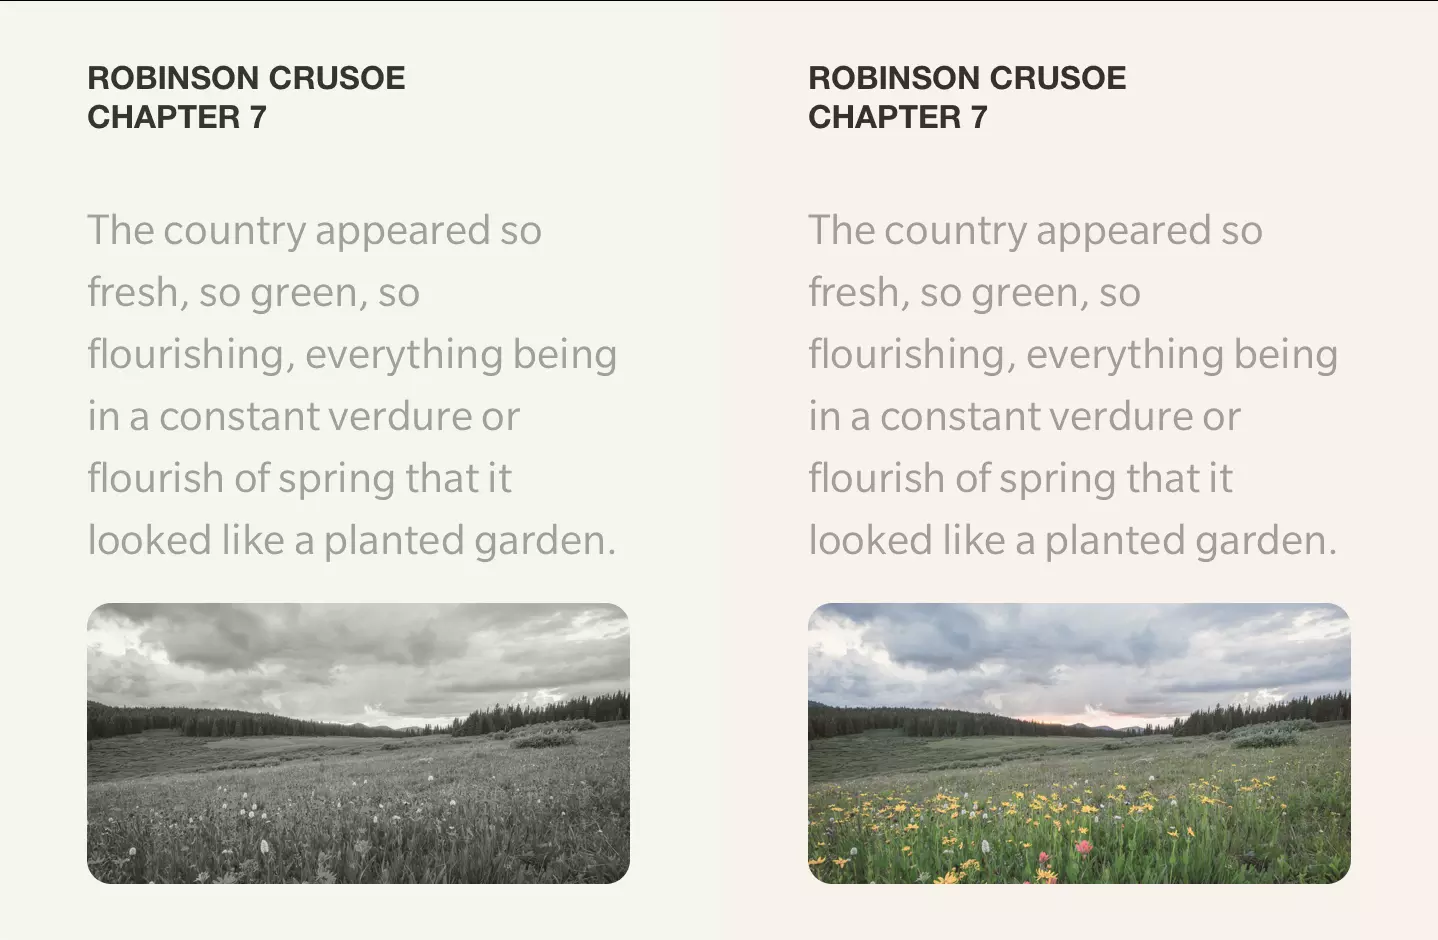 ROBINSON CRUSOE
CHAPTER 7
The country appeared so
fresh, so green, so
flourishing, everything being
in a constant verdure or
flourish of spring that it
looked like a planted garden.
ROBINSON CRUSOE
CHAPTER 7
The country appeared so
fresh, so green, so
flourishing, everything being
in a constant verdure or
flourish of spring that it
looked like a planted garden.